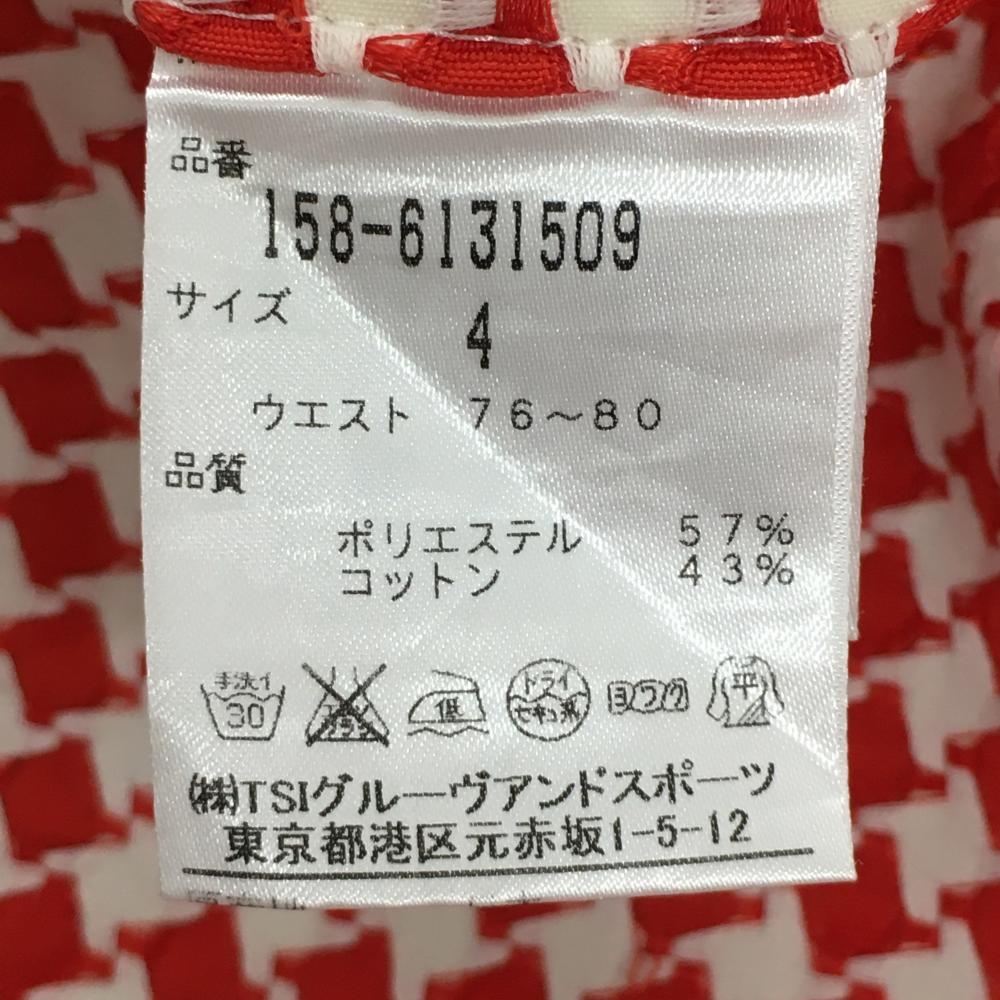 品番
158-6131509
サイズ
4
ウエスト 76～80
品質
ポリエステル 57%
コットン 43%
手洗イ
30
低
ドライ
セキユ系
ヨワク
平
㈱TSIグルーヴアンドスポーツ
東京都港区元赤坂1-5-12